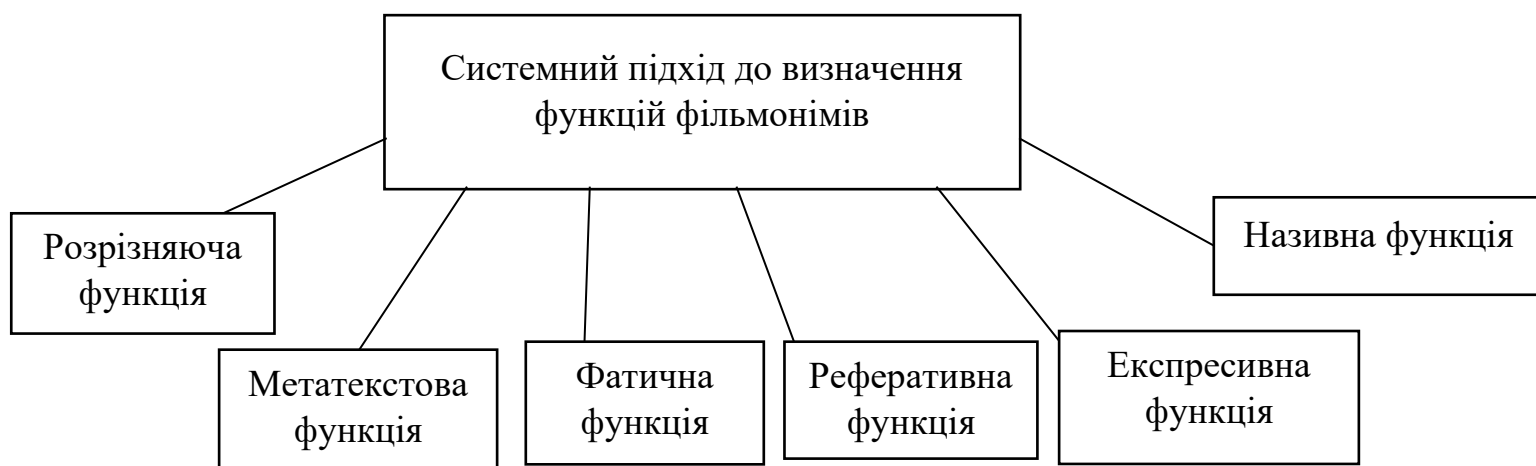 Системний підхід до визначення
функцій фільмонімів
Розрізняюча
функція
Називна функція
Метатекстова
функція
Фатична
функція
Реферативна
функція
Експресивна
функція